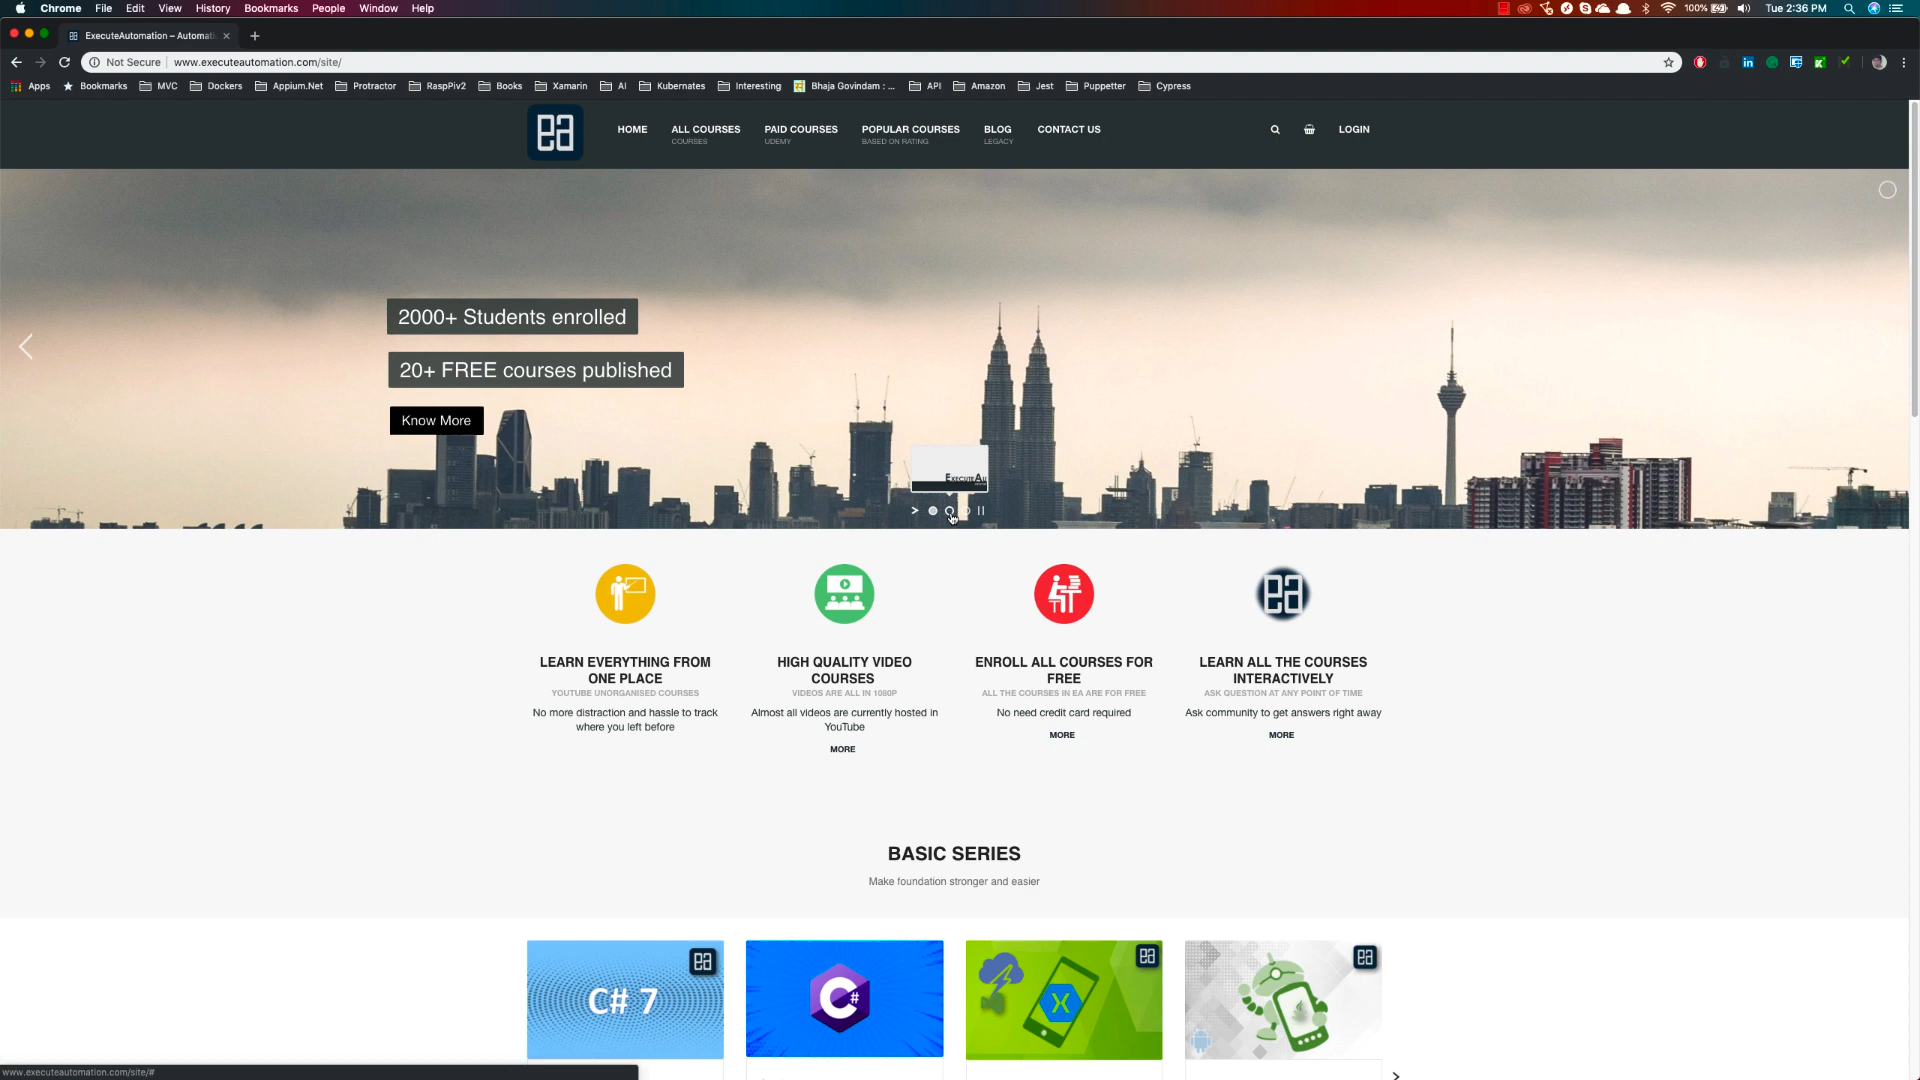 Chrome File Edit View History Bookmarks People Window Help
100% Tue 2:36 PM
ExecuteAutomation – Automati
Not Secure www.executeautomation.com/site/
Apps Bookmarks MVC Dockers Appium.Net Protractor RaspPiv2 Books Xamarin AI Kubernates Interesting Bhaja Govindam : ... API Amazon Jest Puppetter Cypress
ea HOME ALL COURSES PAID COURSES POPULAR COURSES BLOG CONTACT US LOGIN
COURSES UDEMY BASED ON RATING LEGACY
2000+ Students enrolled
20+ FREE courses published
Know More
EXECUTEAU
LEARN EVERYTHING FROM
ONE PLACE
YOUTUBE UNORGANISED COURSES
No more distraction and hassle to track
where you left before
HIGH QUALITY VIDEO
COURSES
VIDEOS ARE ALL IN 1080P
Almost all videos are currently hosted in
YouTube
MORE
ENROLL ALL COURSES FOR
FREE
ALL THE COURSES IN EA ARE FOR FREE
No need credit card required
MORE
ea
LEARN ALL THE COURSES
INTERACTIVELY
ASK QUESTION AT ANY POINT OF TIME
Ask community to get answers right away
MORE
BASIC SERIES
Make foundation stronger and easier
ea
C# 7
C#
ea
X
ea
www.executeautomation.com/site/#